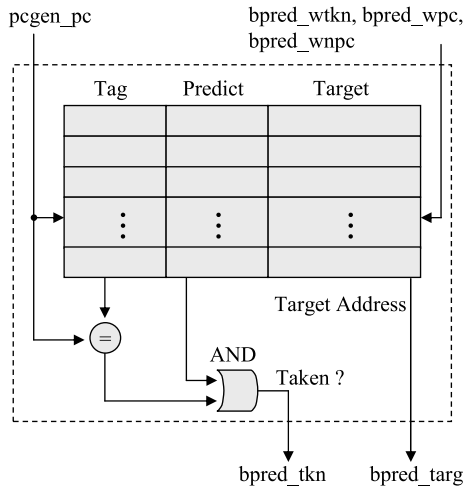 pcgen_pc
bpred_wtkn, bpred_wpc,
bpred_wnpc
Tag
Predict
Target
Target Address
=
AND
Taken ?
bpred_tkn
bpred_targ